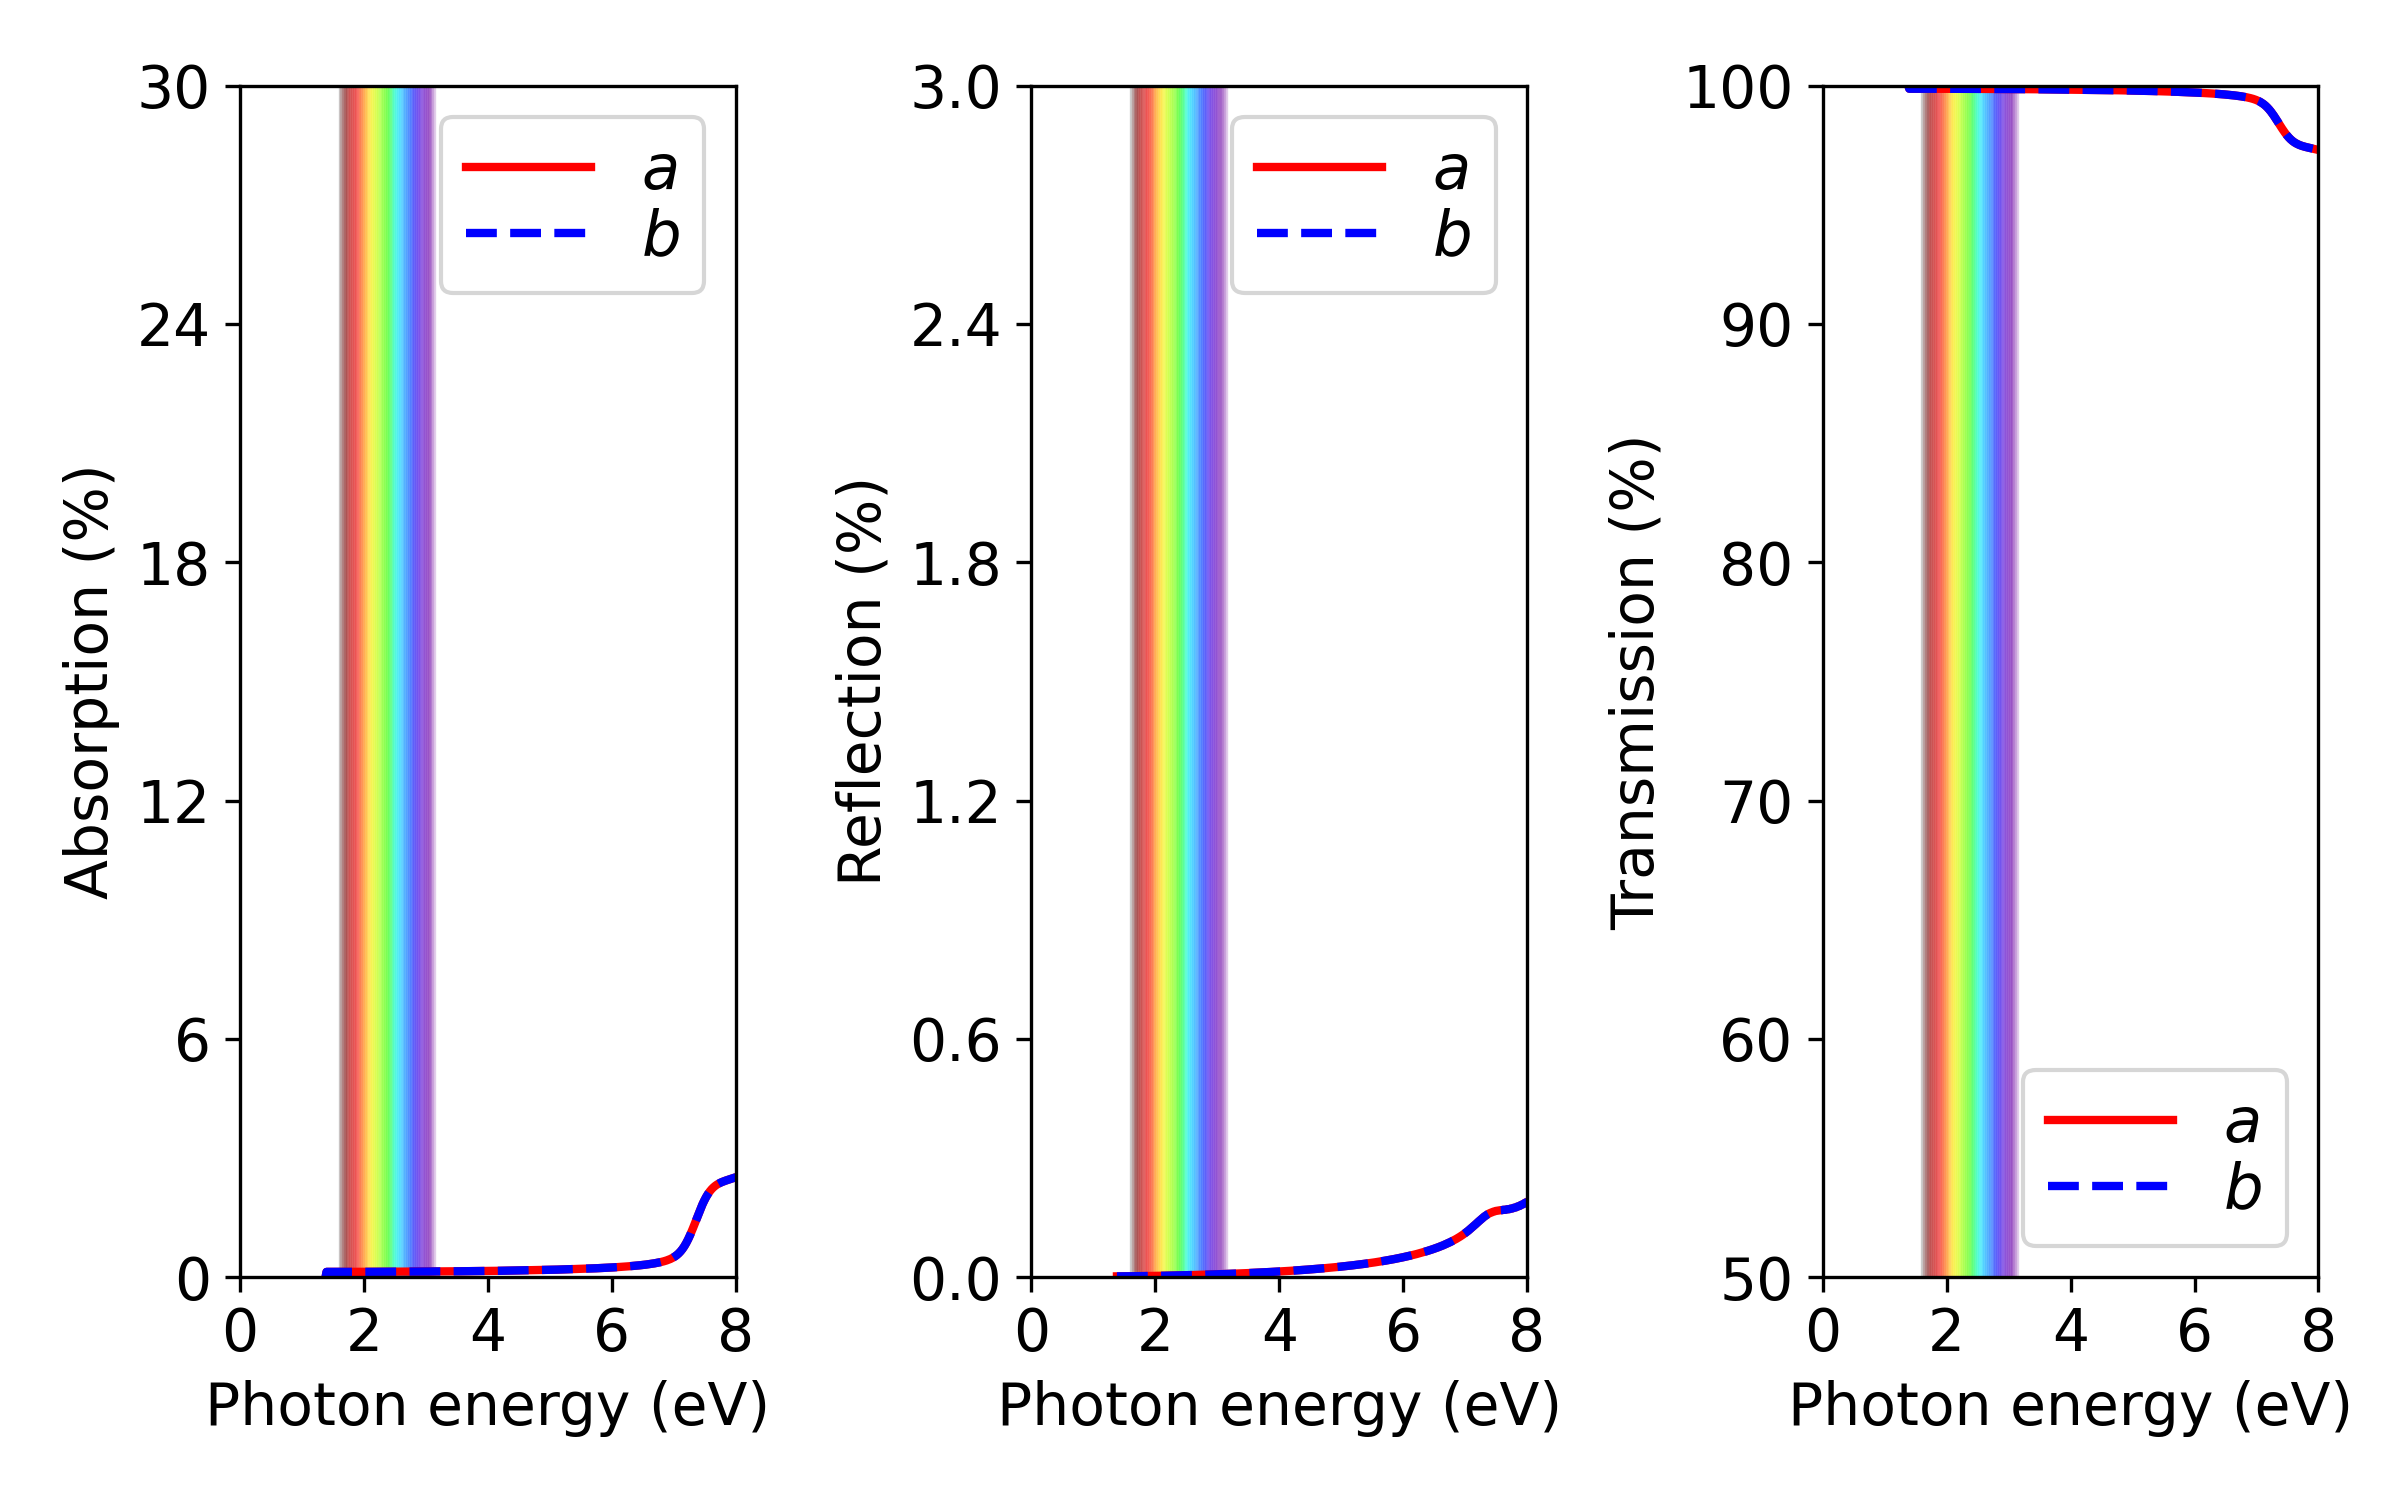 Absorption (%)
30
24
18
12
6
0
0 2 4 6 8
Photon energy (eV)
a
b
Reflection (%)
3.0
2.4
1.8
1.2
0.6
0.0
0 2 4 6 8
Photon energy (eV)
a
b
Transmission (%)
100
90
80
70
60
50
0 2 4 6 8
Photon energy (eV)
a
b